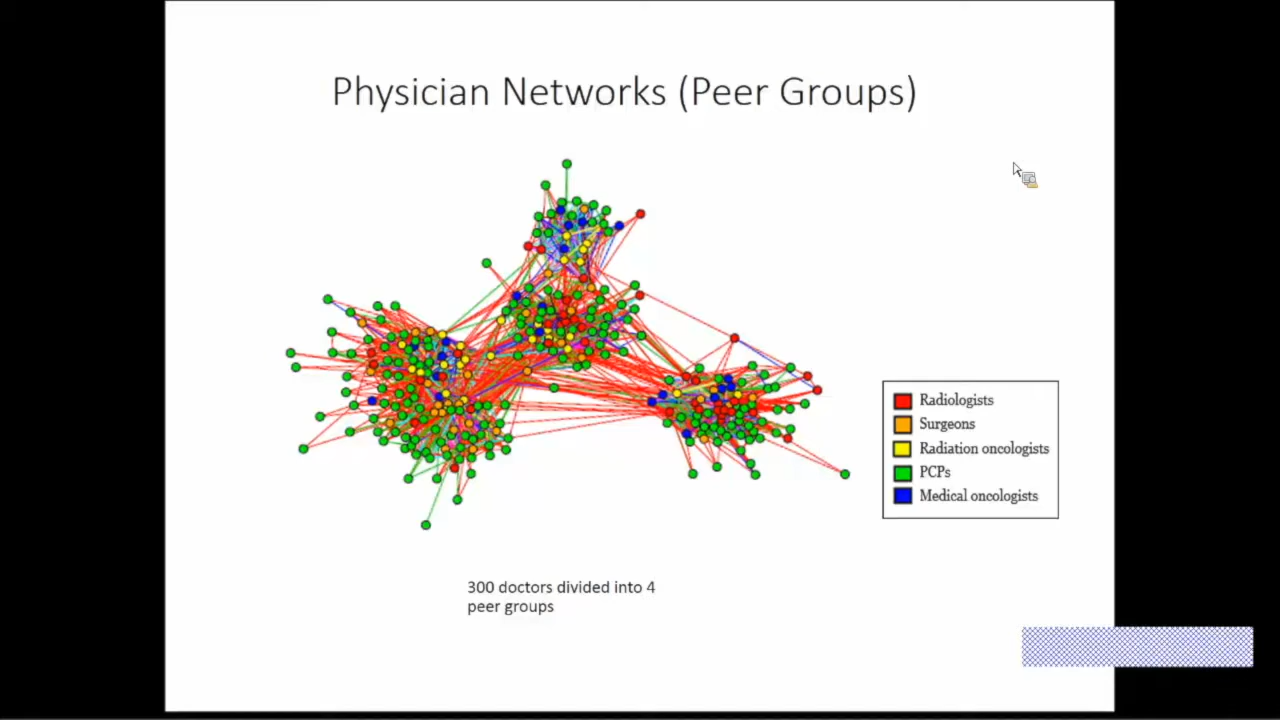 Physician Networks (Peer Groups)
Radiologists
Surgeons
Radiation oncologists
PCPs
Medical oncologists
300 doctors divided into 4
peer groups